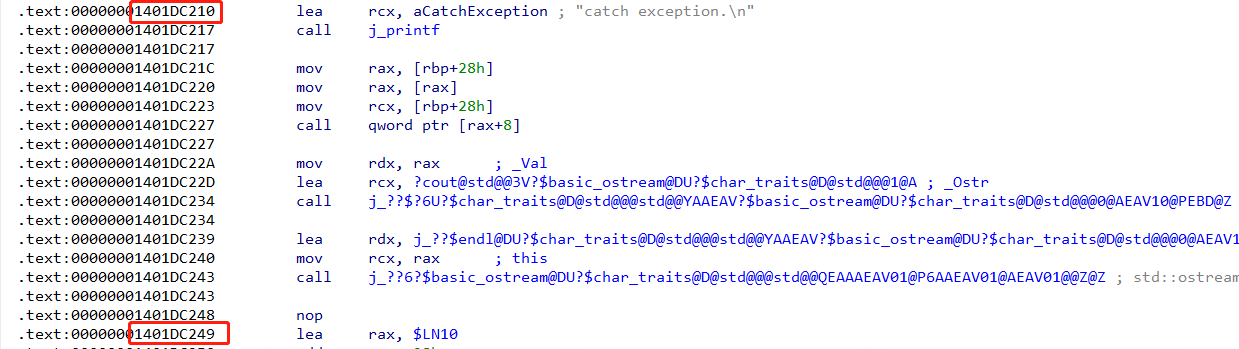 .text:00000001401DC210 lea rcx, aCatchException ; "catch exception.\n"
.text:00000001401DC217 call j_printf
.text:00000001401DC217
.text:00000001401DC21C mov rax, [rbp+28h]
.text:00000001401DC220 mov rax, [rax]
.text:00000001401DC223 mov rcx, [rbp+28h]
.text:00000001401DC227 call qword ptr [rax+8]
.text:00000001401DC227
.text:00000001401DC22A mov rdx, rax ; _Val
.text:00000001401DC22D lea rcx, ?cout@std@@3V?$basic_ostream@DU?$char_traits@D@std@@@1@A ; _Ostr
.text:00000001401DC234 call j_??$?6U?$char_traits@D@std@@@std@@YAAEAV?$basic_ostream@DU?$char_traits@D@std@@@0@AEAV10@PEBD@Z
.text:00000001401DC234
.text:00000001401DC239 lea rdx, j_??$endl@DU?$char_traits@D@std@@@std@@YAAEAV?$basic_ostream@DU?$char_traits@D@std@@@0@AEAV1
.text:00000001401DC240 mov rcx, rax ; this
.text:00000001401DC243 call j_??6?$basic_ostream@DU?$char_traits@D@std@@@std@@QEAAAEAV01@P6AAEAV01@AEAV01@@Z@Z ; std::ostream
.text:00000001401DC243
.text:00000001401DC248 nop
.text:00000001401DC249 lea rax, $LN10